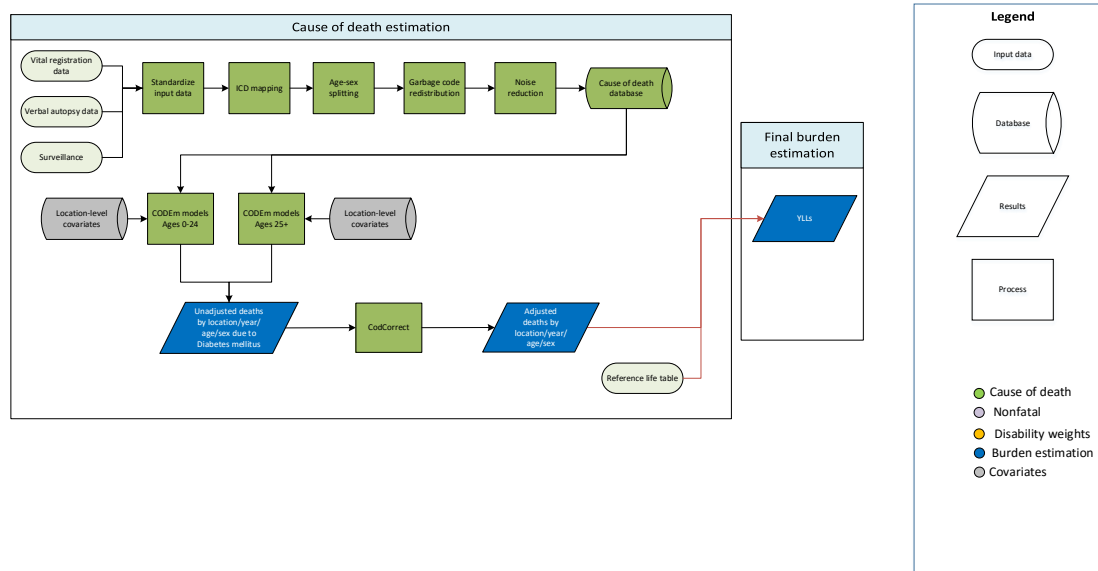 Cause of death estimation
Vital registration
data
Verbal autopsy data
Surveillance
Standardize
input data
ICD mapping
Age-sex
splitting
Garbage code
redistribution
Noise
reduction
Cause of death
database
Location-level
covariates
CODEm models
Ages 0-24
CODEm models
Ages 25+
Location-level
covariates
Unadjusted deaths
by location/year/
age/sex due to
Diabetes mellitus
CodCorrect
Adjusted
deaths by
location/year/
age/sex
Reference life table
Final burden
estimation
YLLs
Legend
Input data
Database
Results
Process
Cause of death
Nonfatal
Disability weights
Burden estimation
Covariates